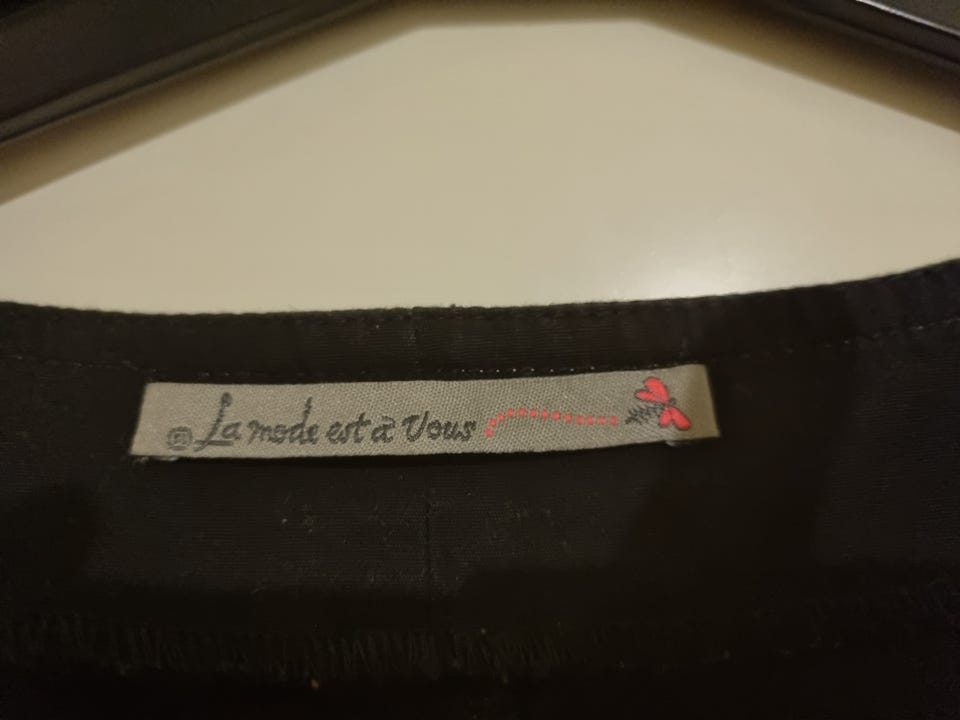 La mode est à Vous